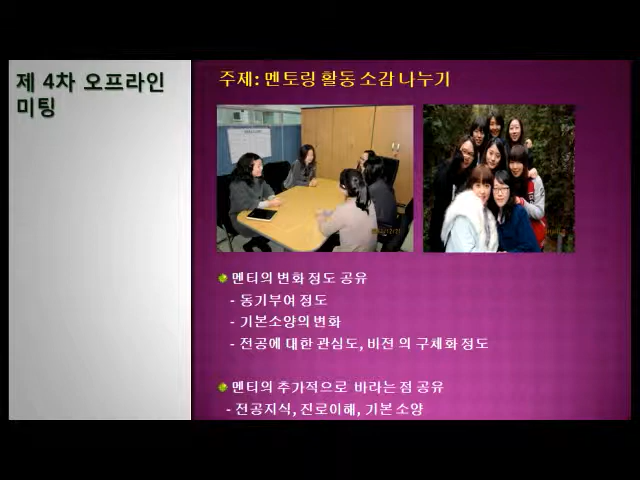 제 4차 오프라인
미팅
주제: 멘토링 활동 소감 나누기
멘티의 변화 정도 공유
- 동기부여 정도
- 기본소양의 변화
- 전공에 대한 관심도, 비젼 의 구체화 정도
멘티의 추가적으로 바라는 점 공유
- 전공지식, 진로이해, 기본 소양